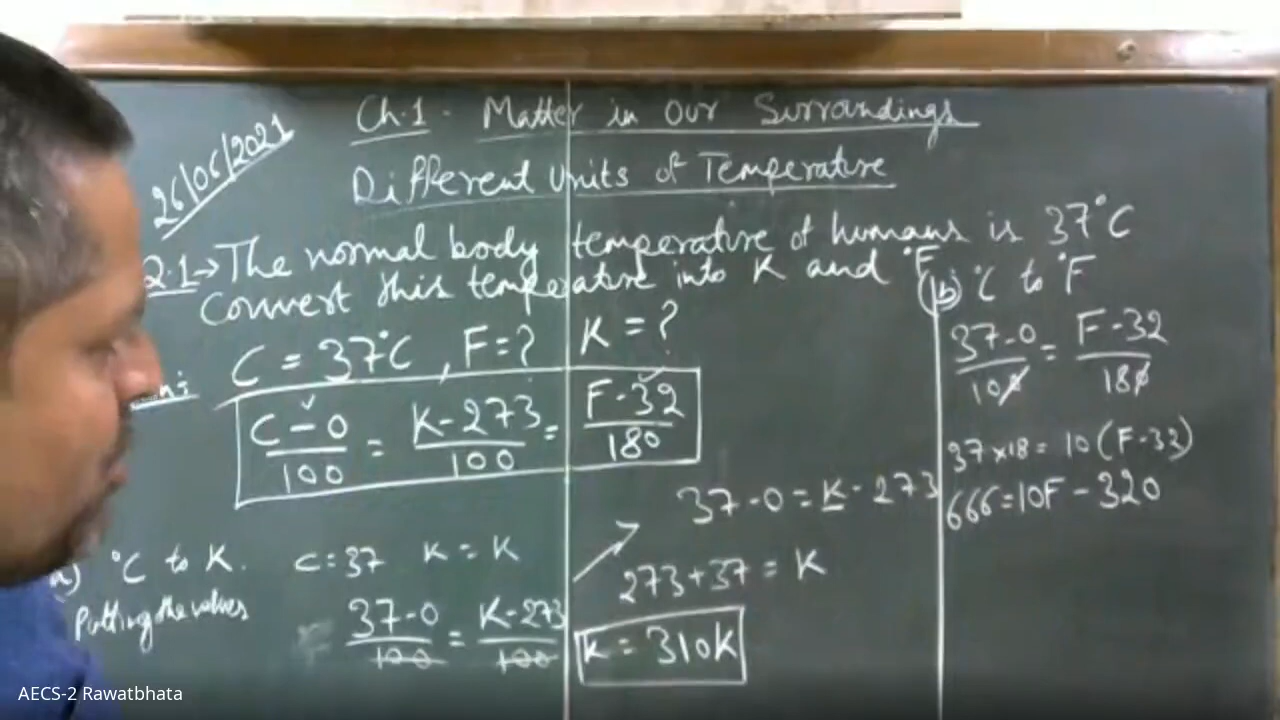 26/06/2021
Ch.1 - Matter in Our Surrandings
Different Units of Temperature
Q.1→ The normal body temperature of humans is 37°C
Convert this temperature into K and °F
C = 37°C , F=? K = ?
C - 0 / 100 = K - 273 / 100 = F - 32 / 180
a) °C to K. C = 37 K = K
Putting the values
37 - 0 / 100 = K - 273 / 100
37 - 0 = K - 273
273 + 37 = K
K = 310K
(b) °C to °F
37 - 0 / 100 = F - 32 / 180
37 × 18 = 10 (F - 32)
666 = 10F - 320
AECS-2 Rawatbhata